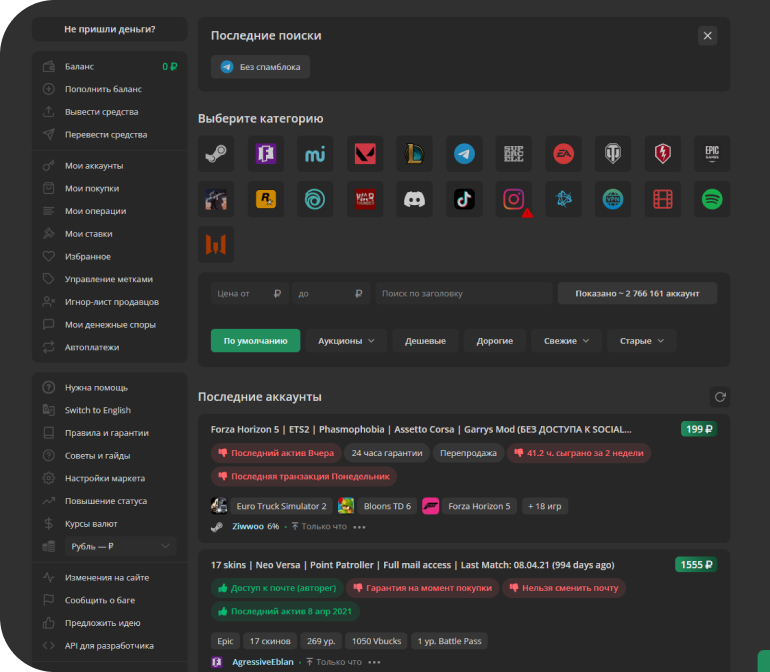 Не пришли деньги?
Баланс 0 ₽
Пополнить баланс
Вывести средства
Перевести средства
Мои аккаунты
Мои покупки
Мои операции
Мои ставки
Избранное
Управление метками
Игнор-лист продавцов
Мои денежные споры
Автоплатежи
Нужна помощь
Switch to English
Правила и гарантии
Советы и гайды
Настройки маркета
Повышение статуса
Курсы валют
Рубль — ₽
Изменения на сайте
Сообщить о баге
Предложить идею
API для разработчика
Последние поиски
Без спамблока
Выберите категорию
SUPERCELL EA EPIC GAMES
R WAR THUNDER VPN
Цена от ₽ до ₽ Поиск по заголовку Показано ~ 2 766 161 аккаунт
По умолчанию Аукционы Дешевые Дорогие Свежие Старые
Последние аккаунты
Forza Horizon 5 | ETS2 | Phasmophobia | Assetto Corsa | Garrys Mod (БЕЗ ДОСТУПА К SOCIAL... 199 ₽
Последний актив Вчера 24 часа гарантии Перепродажа 41.2 ч. сыграно за 2 недели
Последняя транзакция Понедельник
Euro Truck Simulator 2 Bloons TD 6 Forza Horizon 5 + 18 игр
Ziwwoo 6% · Только что •••
17 skins | Neo Versa | Point Patroller | Full mail access | Last Match: 08.04.21 (994 days ago) 1555 ₽
Доступ к почте (авторег) Гарантия на момент покупки Нельзя сменить почту
Последний актив 8 апр 2021
Epic 17 скинов 269 ур. 1050 Vbucks 1 ур. Battle Pass
AgressiveEblan · Только что •••